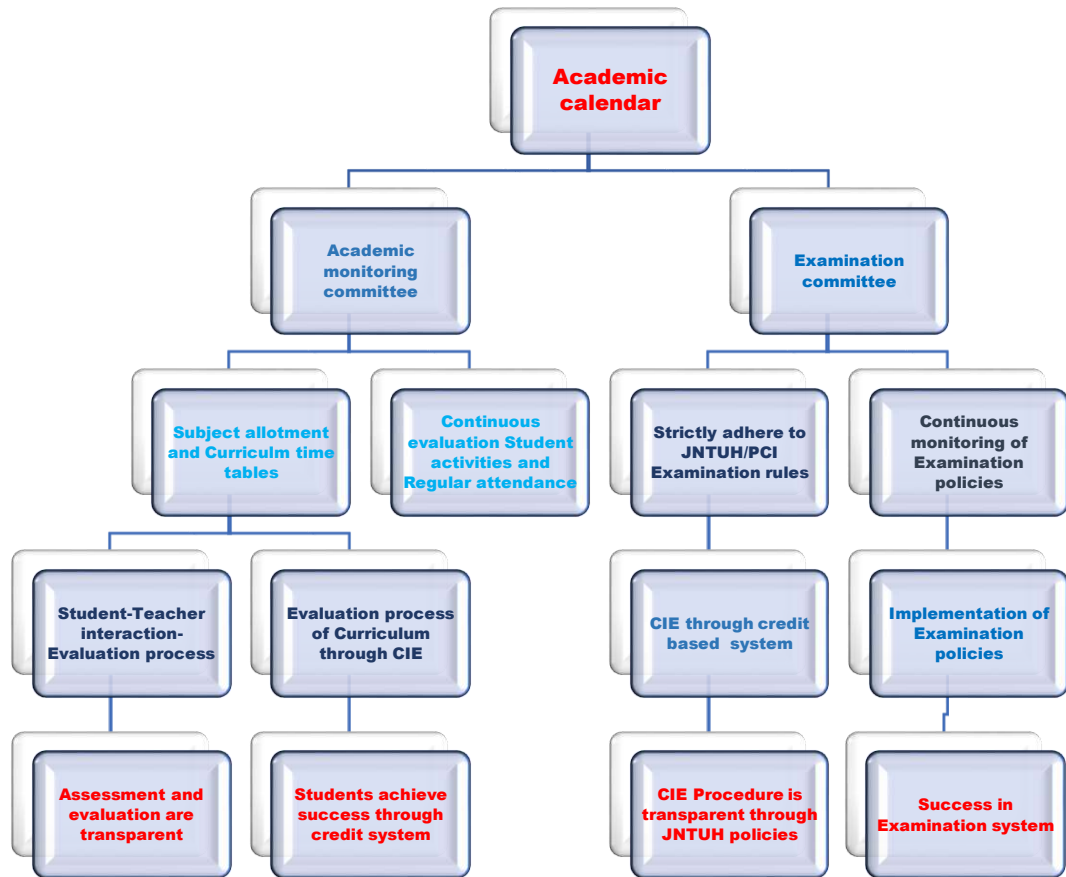 Academic
calendar
Academic
monitoring
committee
Examination
committee
Subject allotment
and Curriculm time
tables
Continuous
evaluation Student
activities and
Regular attendance
Strictly adhere to
JNTUH/PCI
Examination rules
Continuous
monitoring of
Examination
policies
Student-Teacher
interaction-
Evaluation process
Evaluation process
of Curriculum
through CIE
CIE through credit
based system
Implementation of
Examination
policies
Assessment and
evaluation are
transparent
Students achieve
success through
credit system
CIE Procedure is
transparent through
JNTUH policies
Success in
Examination system